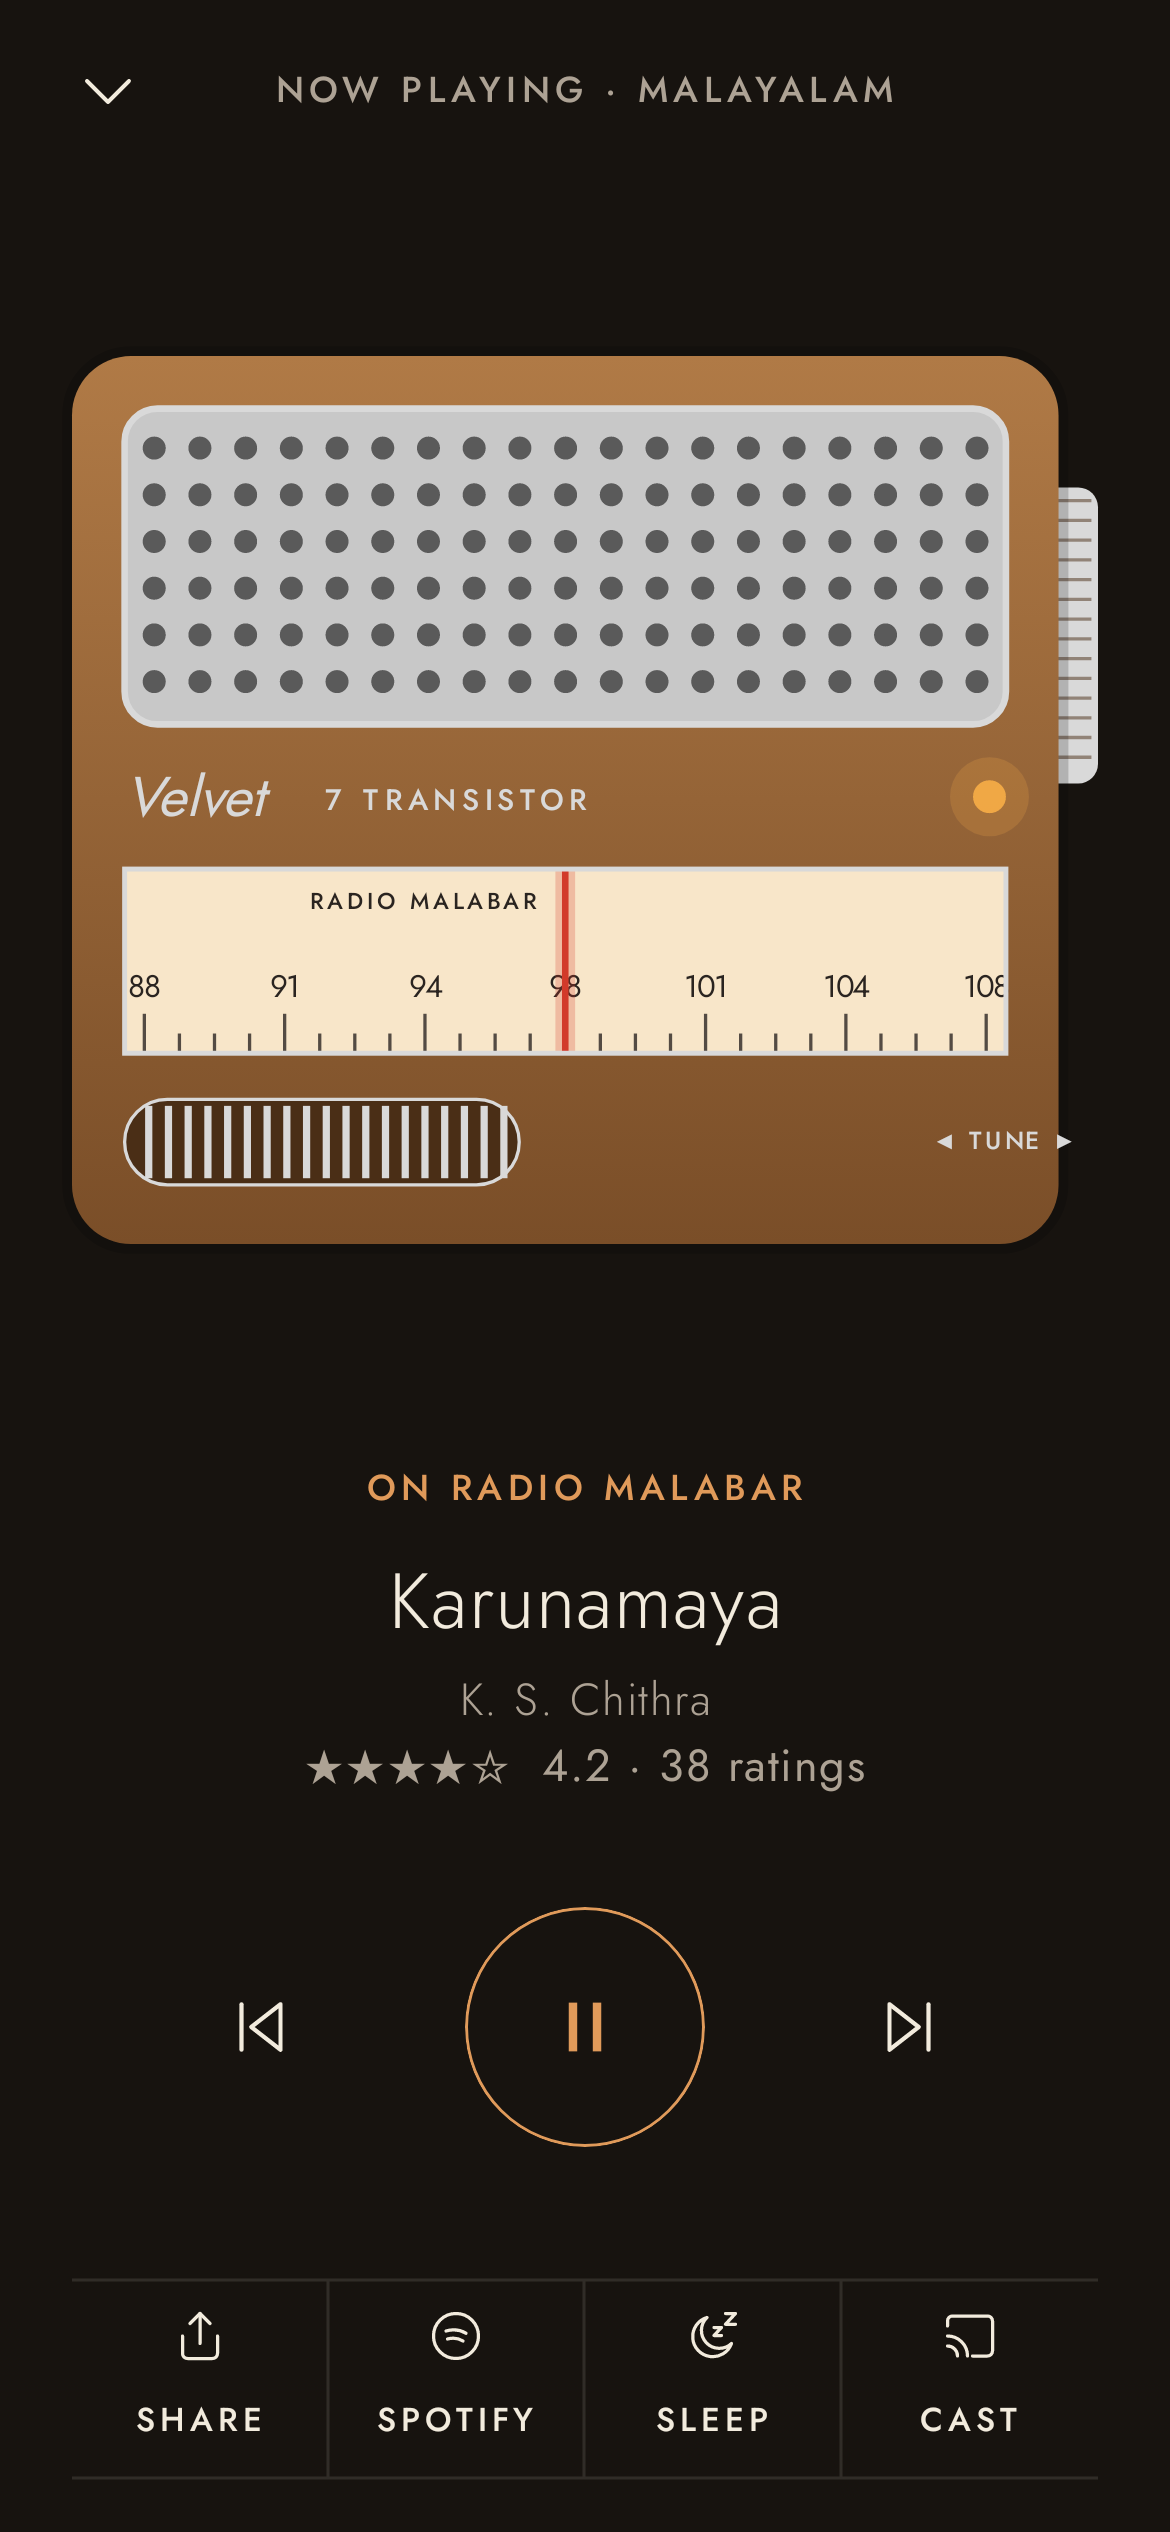 NOW PLAYING · MALAYALAM
Velvet 7 TRANSISTOR
RADIO MALABAR
88 91 94 98 101 104 108
◄ TUNE ►
ON RADIO MALABAR
Karunamaya
K. S. Chithra
★★★★☆ 4.2 · 38 ratings
SHARE SPOTIFY SLEEP CAST